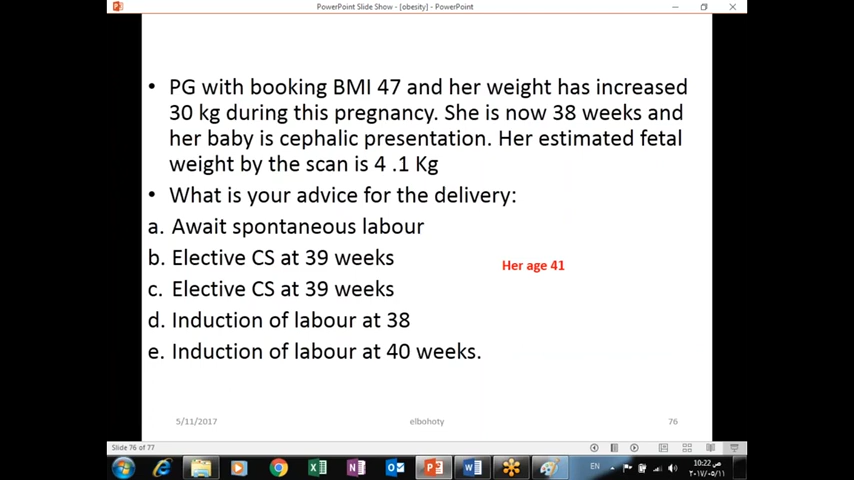 PowerPoint Slide Show - [obesity] - PowerPoint
• PG with booking BMI 47 and her weight has increased
30 kg during this pregnancy. She is now 38 weeks and
her baby is cephalic presentation. Her estimated fetal
weight by the scan is 4 .1 Kg
• What is your advice for the delivery:
a. Await spontaneous labour
b. Elective CS at 39 weeks
Her age 41
c. Elective CS at 39 weeks
d. Induction of labour at 38
e. Induction of labour at 40 weeks.
5/11/2017
elbohoty
76
Slide 76 of 77
EN
10:22 ص
٢٠١٧/٠٥/١١